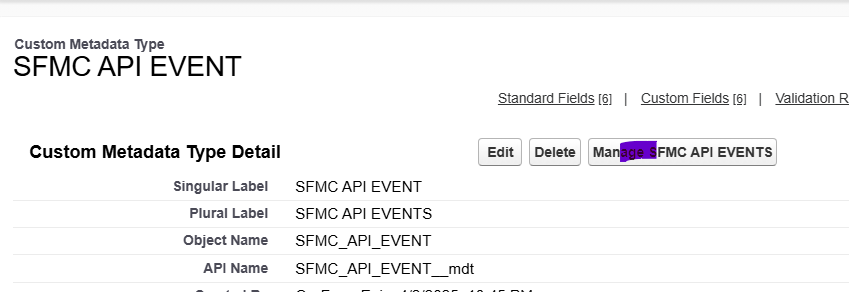 Custom Metadata Type
SFMC API EVENT
Standard Fields [6] | Custom Fields [6] | Validation R
Custom Metadata Type Detail
Edit Delete Manage SFMC API EVENTS
Singular Label SFMC API EVENT
Plural Label SFMC API EVENTS
Object Name SFMC_API_EVENT
API Name SFMC_API_EVENT__mdt